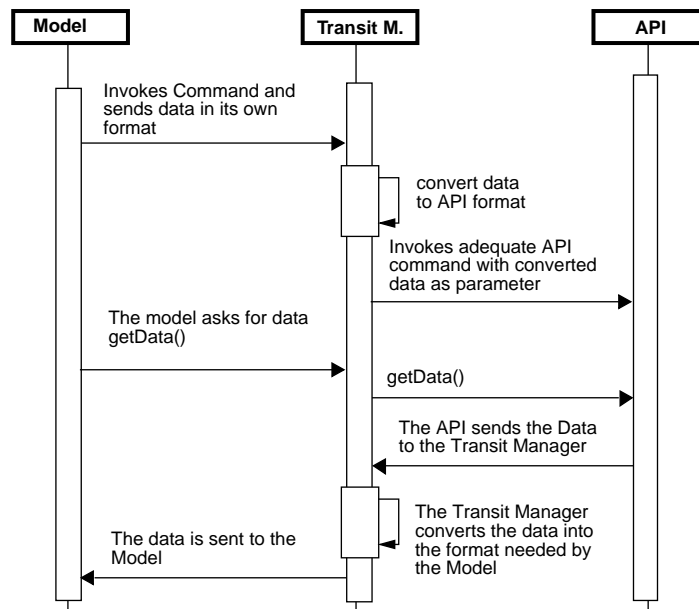 Model
Transit M.
API
Invokes Command and
sends data in its own
format
convert data
to API format
Invokes adequate API
command with converted
data as parameter
The model asks for data
getData()
getData()
The API sends the Data
to the Transit Manager
The Transit Manager
converts the data into
the format needed by
the Model
The data is sent to the
Model